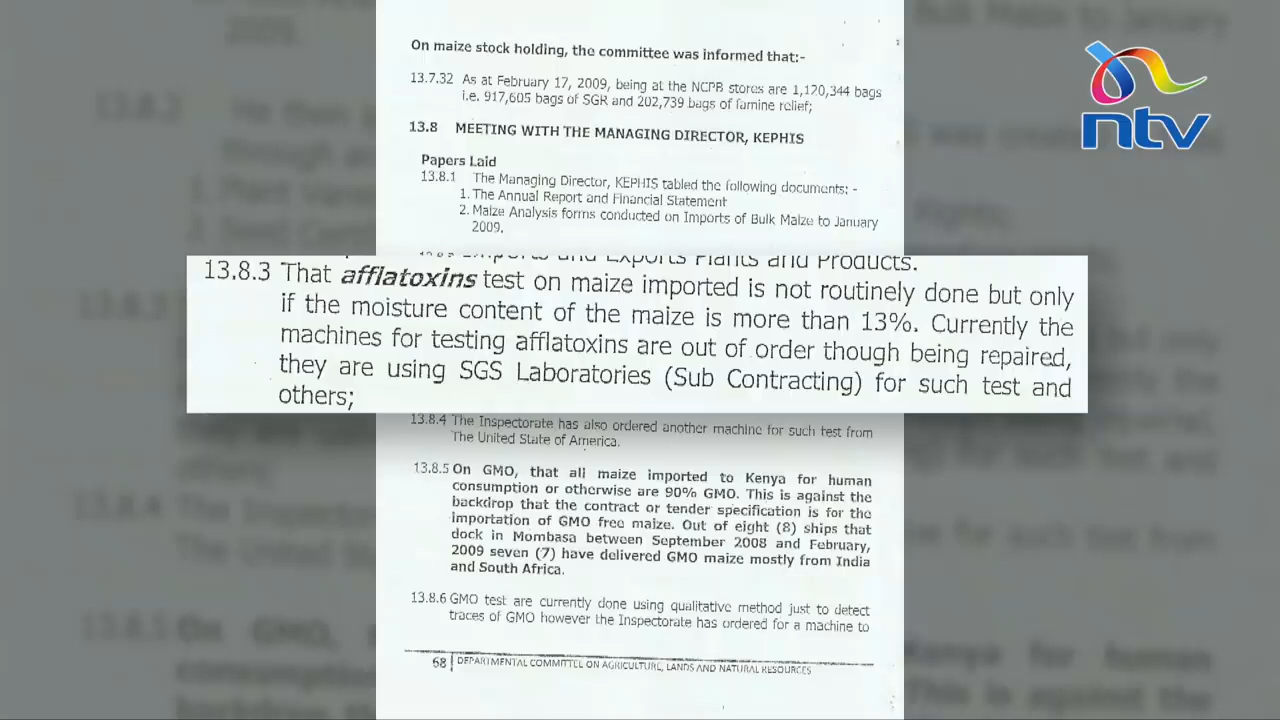 On maize stock holding, the committee was informed that:-
13.7.32 As at February 17, 2009, being at the NCPB stores are 1,120,344 bags
i.e. 917,605 bags of SGR and 202,739 bags of famine relief;
13.8 MEETING WITH THE MANAGING DIRECTOR, KEPHIS
Papers Laid
13.8.1 The Managing Director, KEPHIS tabled the following documents: -
1. The Annual Report and Financial Statement
2. Maize Analysis forms conducted on Imports of Bulk Maize to January
2009.
Imports and Exports Plants and Products.
13.8.3 That afflatoxins test on maize imported is not routinely done but only
if the moisture content of the maize is more than 13%. Currently the
machines for testing afflatoxins are out of order though being repaired,
they are using SGS Laboratories (Sub Contracting) for such test and
others;
13.8.4 The Inspectorate has also ordered another machine for such test from
The United State of America.
13.8.5 On GMO, that all maize imported to Kenya for human
consumption or otherwise are 90% GMO. This is against the
backdrop that the contract or tender specification is for the
importation of GMO free maize. Out of eight (8) ships that
dock in Mombasa between September 2008 and February,
2009 seven (7) have delivered GMO maize mostly from India
and South Africa.
13.8.6 GMO test are currently done using qualitative method just to detect
traces of GMO however the Inspectorate has ordered for a machine to
68 DEPARTMENTAL COMMITTEE ON AGRICULTURE, LANDS AND NATURAL RESOURCES
ntv